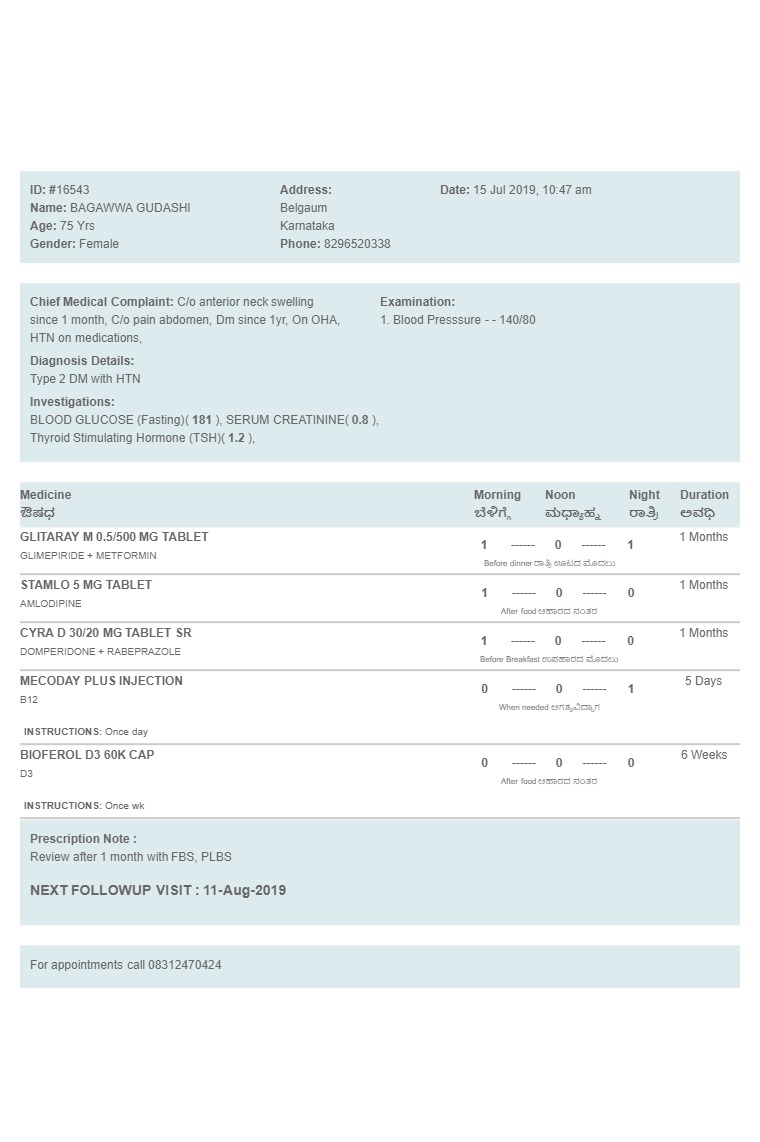 ID: #16543
Name: BAGAWWA GUDASHI
Age: 75 Yrs
Gender: Female
Address:
Belgaum
Karnataka
Phone: 8296520338
Date: 15 Jul 2019, 10:47 am
Chief Medical Complaint: C/o anterior neck swelling
since 1 month, C/o pain abdomen, Dm since 1yr, On OHA,
HTN on medications,
Diagnosis Details:
Type 2 DM with HTN
Investigations:
BLOOD GLUCOSE (Fasting)( 181 ), SERUM CREATININE( 0.8 ),
Thyroid Stimulating Hormone (TSH)( 1.2 ),
Examination:
1. Blood Presssure - - 140/80
Medicine Morning Noon Night Duration
ಔಷಧ ಬೆಳಿಗ್ಗೆ ಮಧ್ಯಾಹ್ನ ರಾತ್ರಿ ಅವಧಿ
GLITARAY M 0.5/500 MG TABLET 1 ------ 0 ------ 1 1 Months
GLIMEPIRIDE + METFORMIN Before dinner ರಾತ್ರಿ ಊಟದ ಮೊದಲು
STAMLO 5 MG TABLET 1 ------ 0 ------ 0 1 Months
AMLODIPINE After food ಆಹಾರದ ನಂತರ
CYRA D 30/20 MG TABLET SR 1 ------ 0 ------ 0 1 Months
DOMPERIDONE + RABEPRAZOLE Before Breakfast ಉಪಹಾರದ ಮೊದಲು
MECODAY PLUS INJECTION 0 ------ 0 ------ 1 5 Days
B12 When needed
INSTRUCTIONS: Once day
BIOFEROL D3 60K CAP 0 ------ 0 ------ 0 6 Weeks
D3 After food ಆಹಾರದ ನಂತರ
INSTRUCTIONS: Once wk
Prescription Note :
Review after 1 month with FBS, PLBS
NEXT FOLLOWUP VISIT : 11-Aug-2019
For appointments call 08312470424